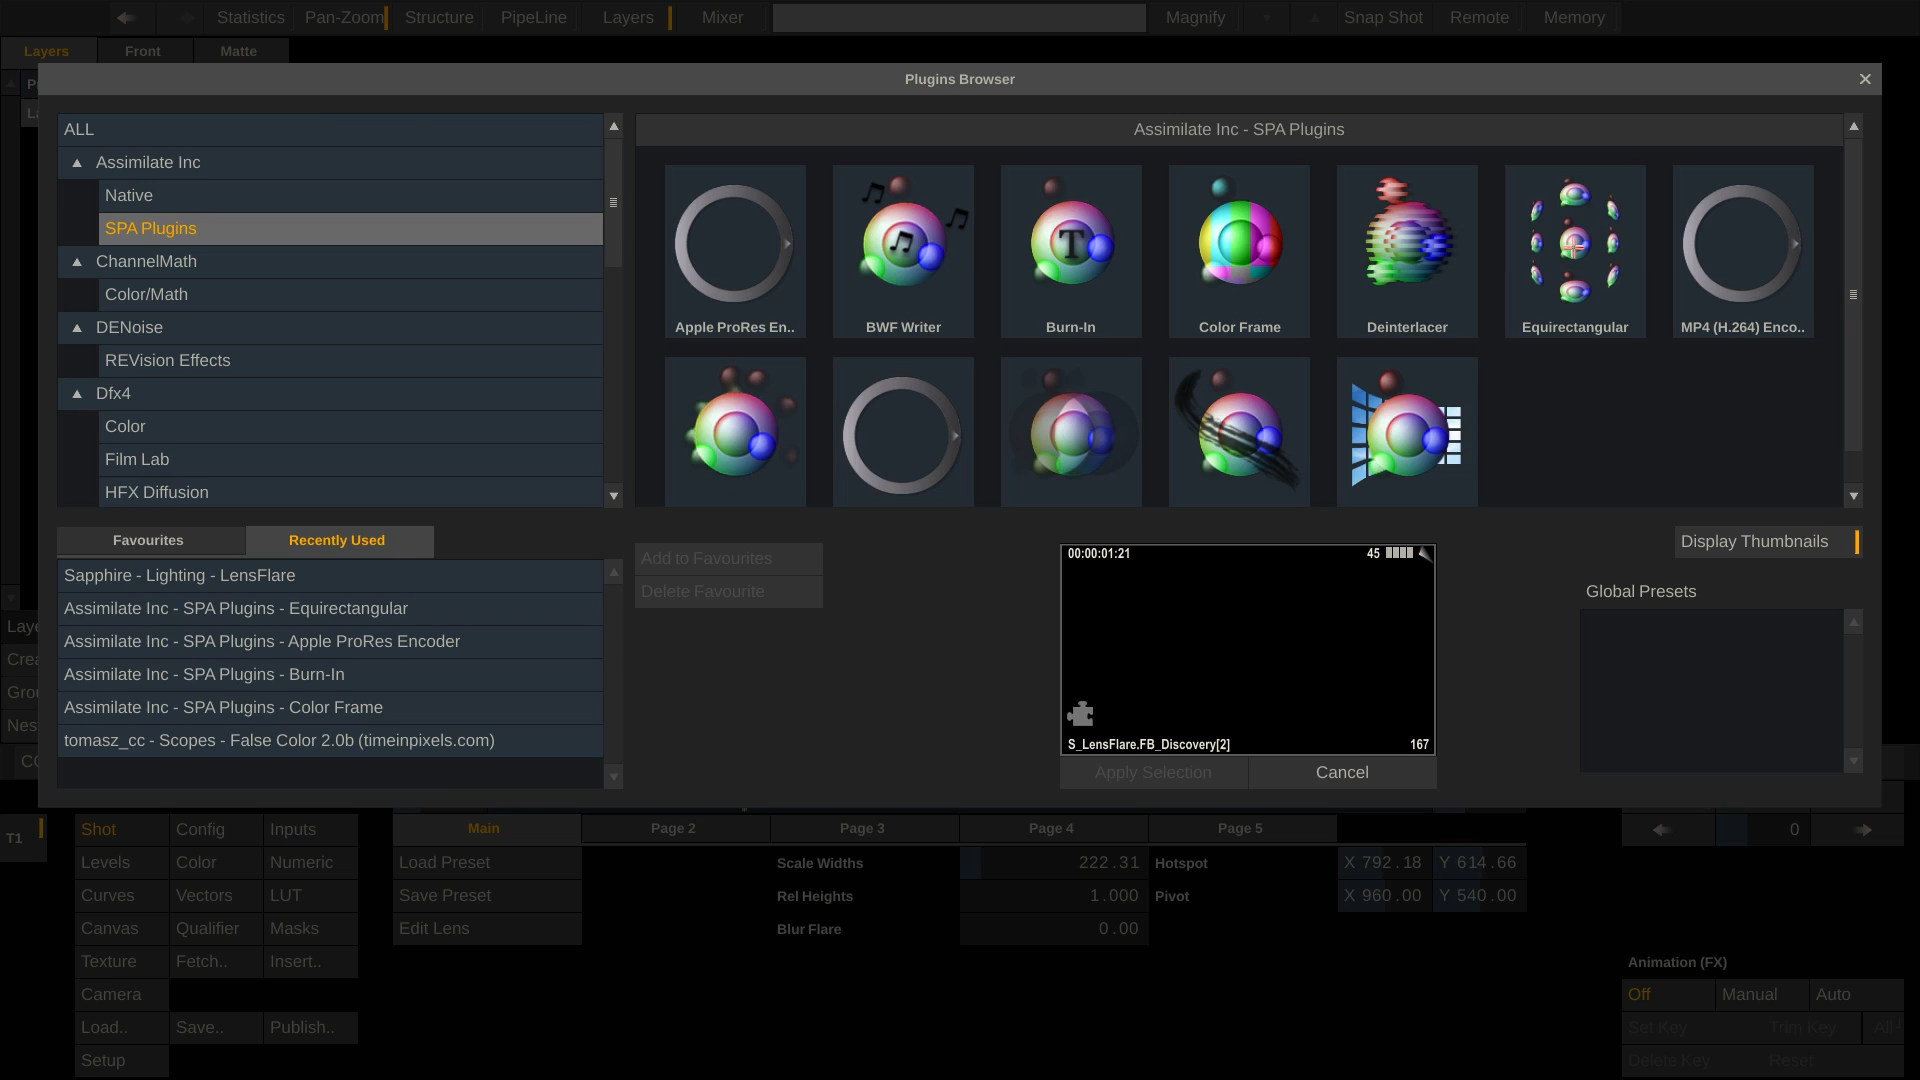 Statistics Pan-Zoom Structure PipeLine Layers Mixer Magnify Snap Shot Remote Memory
Layers Front Matte
Plugins Browser
ALL
Assimilate Inc
Native
SPA Plugins
ChannelMath
Color/Math
DENoise
REVision Effects
Dfx4
Color
Film Lab
HFX Diffusion
Assimilate Inc - SPA Plugins
Apple ProRes En.. BWF Writer Burn-In Color Frame Deinterlacer Equirectangular MP4 (H.264) Enco..
T
Favourites Recently Used
Sapphire - Lighting - LensFlare
Assimilate Inc - SPA Plugins - Equirectangular
Assimilate Inc - SPA Plugins - Apple ProRes Encoder
Assimilate Inc - SPA Plugins - Burn-In
Assimilate Inc - SPA Plugins - Color Frame
tomasz_cc - Scopes - False Color 2.0b (timeinpixels.com)
Add to Favourites
Delete Favourite
00:00:01:21 45
S_LensFlare.FB_Discovery[2] 167
Apply Selection Cancel
Display Thumbnails
Global Presets
T1
Shot Config Inputs
Levels Color Numeric
Curves Vectors LUT
Canvas Qualifier Masks
Texture Fetch.. Insert..
Camera
Load.. Save.. Publish..
Setup
Main Page 2 Page 3 Page 4 Page 5
Load Preset Scale Widths 222.31 Hotspot X 792.18 Y 614.66
Save Preset Rel Heights 1.000 Pivot X 960.00 Y 540.00
Edit Lens Blur Flare 0.00
0
Animation (FX)
Off Manual Auto
Set Key Trim Key All
Delete Key Reset